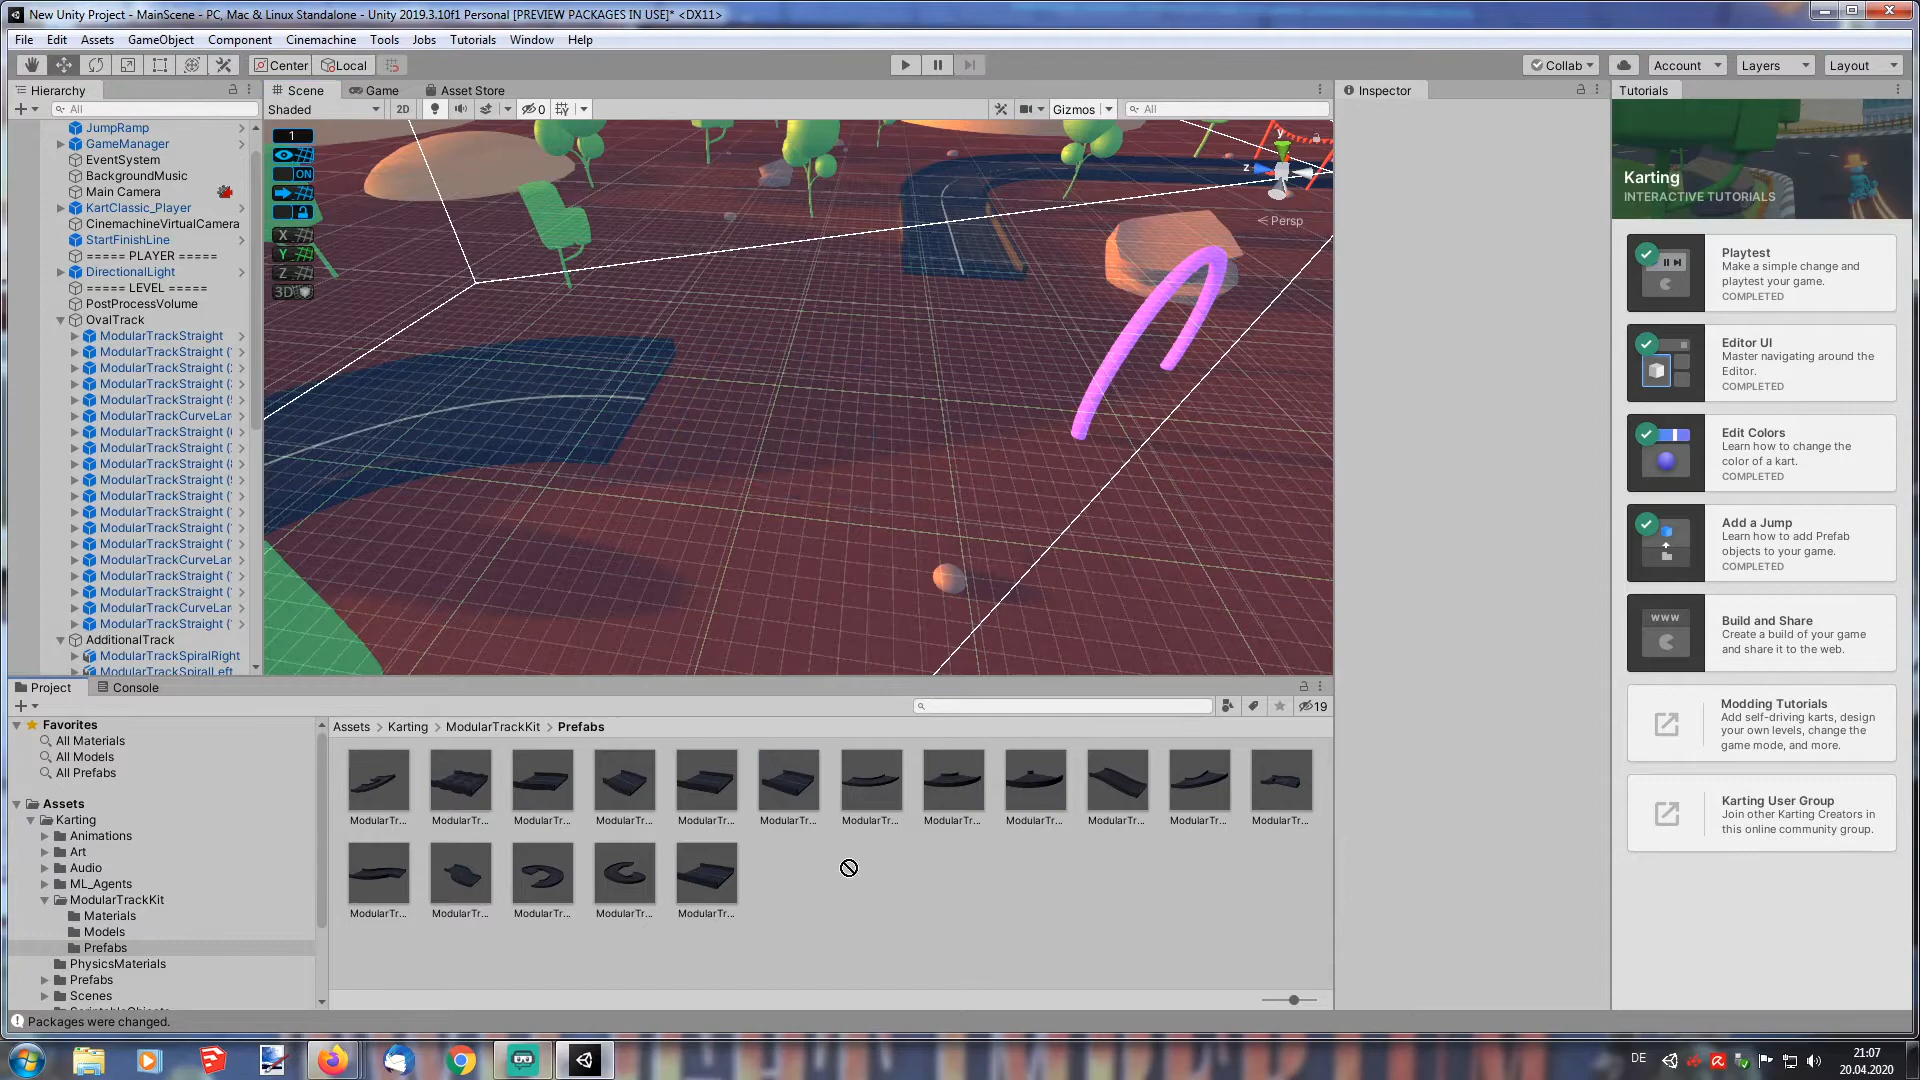 New Unity Project - MainScene - PC, Mac & Linux Standalone - Unity 2019.3.10f1 Personal [PREVIEW PACKAGES IN USE]* <DX11>
File Edit Assets GameObject Component Cinemachine Tools Jobs Tutorials Window Help
Center Local Collab Account Layers Layout
Hierarchy
All
JumpRamp
GameManager
EventSystem
BackgroundMusic
Main Camera
KartClassic_Player
CinemachineVirtualCamera
StartFinishLine
===== PLAYER =====
DirectionalLight
===== LEVEL =====
PostProcessVolume
OvalTrack
ModularTrackStraight
ModularTrackStraight (
ModularTrackStraight (
ModularTrackStraight (
ModularTrackStraight (
ModularTrackCurveLar
ModularTrackStraight (
ModularTrackStraight (
ModularTrackStraight (
ModularTrackStraight (
ModularTrackStraight (
ModularTrackStraight (
ModularTrackStraight (
ModularTrackStraight (
ModularTrackCurveLar
ModularTrackStraight (
ModularTrackStraight (
ModularTrackCurveLar
ModularTrackStraight (
AdditionalTrack
ModularTrackSpiralRight
ModularTrackSpiralLeft
Scene Game Asset Store
Shaded 2D 0 Gizmos All
1
ON
X
Y
Z
3D
y
z
Persp
Inspector
Tutorials
Karting
INTERACTIVE TUTORIALS
Playtest
Make a simple change and
playtest your game.
COMPLETED
Editor UI
Master navigating around the
Editor.
COMPLETED
Edit Colors
Learn how to change the
color of a kart.
COMPLETED
Add a Jump
Learn how to add Prefab
objects to your game.
COMPLETED
WWW
Build and Share
Create a build of your game
and share it to the web.
Modding Tutorials
Add self-driving karts, design
your own levels, change the
game mode, and more.
Karting User Group
Join other Karting Creators in
this online community group.
Project Console
19
Favorites
All Materials
All Models
All Prefabs
Assets
Karting
Animations
Art
Audio
ML_Agents
ModularTrackKit
Materials
Models
Prefabs
PhysicsMaterials
Prefabs
Scenes
ScriptableObjects
Assets > Karting > ModularTrackKit > Prefabs
ModularTr... ModularTr... ModularTr... ModularTr... ModularTr... ModularTr... ModularTr... ModularTr... ModularTr... ModularTr... ModularTr... ModularTr...
ModularTr... ModularTr... ModularTr... ModularTr... ModularTr...
Packages were changed.
DE
21:07
20.04.2020